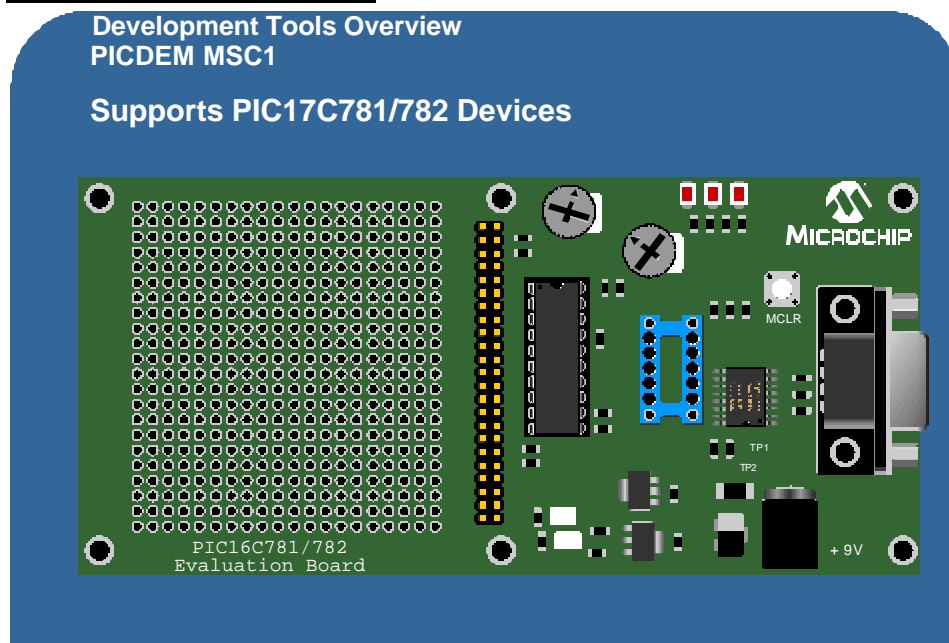 Development Tools Overview
PICDEM MSC1
Supports PIC17C781/782 Devices
MICROCHIP
MCLR
TP1
TP2
+ 9V
PIC16C781/782
Evaluation Board